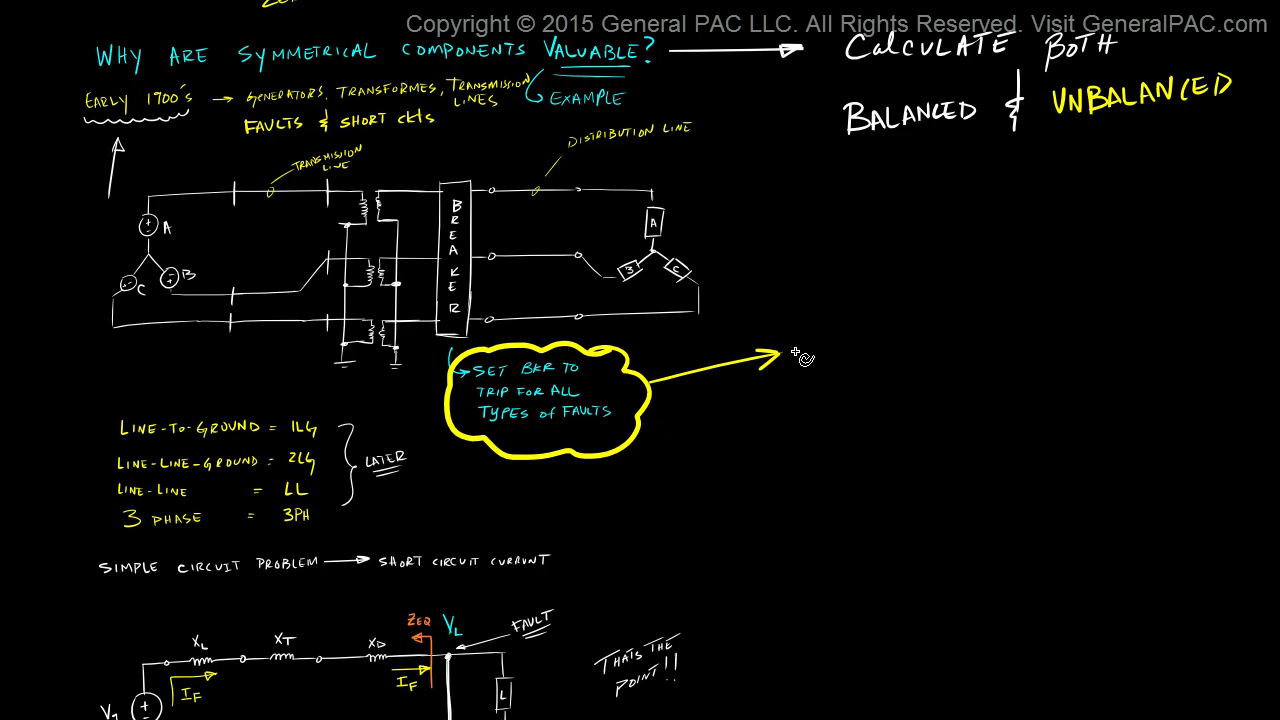 Copyright © 2015 General PAC LLC. All Rights Reserved. Visit GeneralPAC.com
WHY ARE SYMMETRICAL COMPONENTS VALUABLE?
CALCULATE BOTH
BALANCED & UNBALANCED
EARLY 1900's
GENERATORS, TRANSFORMES, TRANSMISSION
LINES
EXAMPLE
FAULTS & SHORT CKTS
TRANSMISSION
LINE
DISTRIBUTION LINE
A
B
C
BREAKER
A
B
C
SET BKR TO
TRIP FOR ALL
TYPES OF FAULTS
LINE-TO-GROUND = 1LG
LINE-LINE-GROUND = 2LG
LINE-LINE = LL
3 PHASE = 3PH
LATER
SIMPLE CIRCUIT PROBLEM
SHORT CIRCUIT CURRUNT
XL
XT
XD
ZEQ
VL
FAULT
IF
IF
L
THATS THE
POINT!!